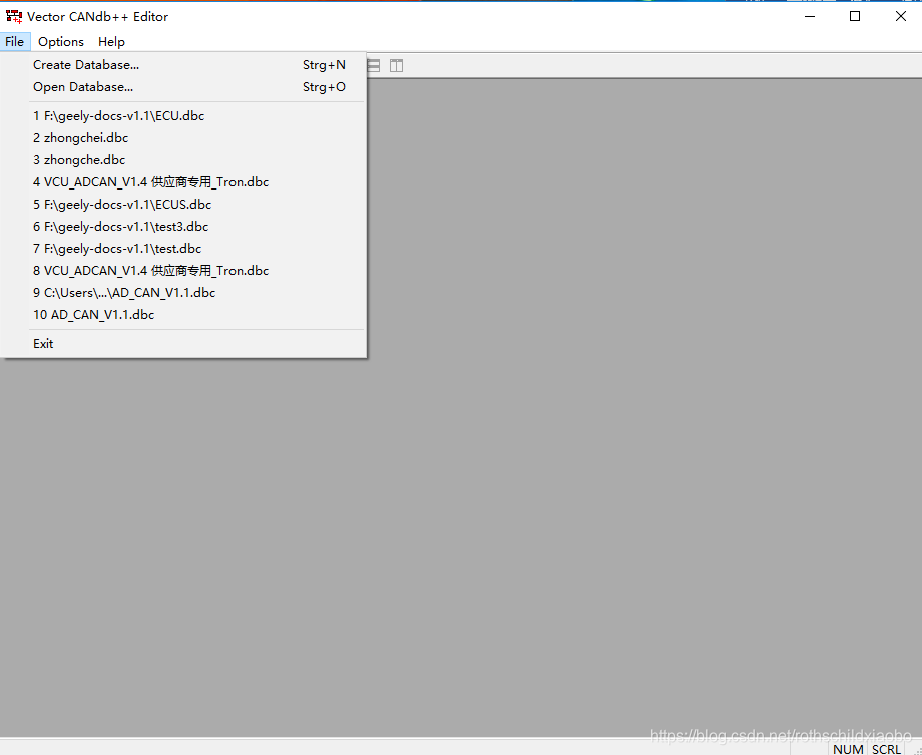 Vector CANdb++ Editor
File Options Help
Create Database... Strg+N
Open Database... Strg+O
1 F:\geely-docs-v1.1\ECU.dbc
2 zhongchei.dbc
3 zhongche.dbc
4 VCU_ADCAN_V1.4 供应商专用_Tron.dbc
5 F:\geely-docs-v1.1\ECUS.dbc
6 F:\geely-docs-v1.1\test3.dbc
7 F:\geely-docs-v1.1\test.dbc
8 VCU_ADCAN_V1.4 供应商专用_Tron.dbc
9 C:\Users\...\AD_CAN_V1.1.dbc
10 AD_CAN_V1.1.dbc
Exit
https://blog.csdn.net/rothschildxiaobo
NUM SCRL